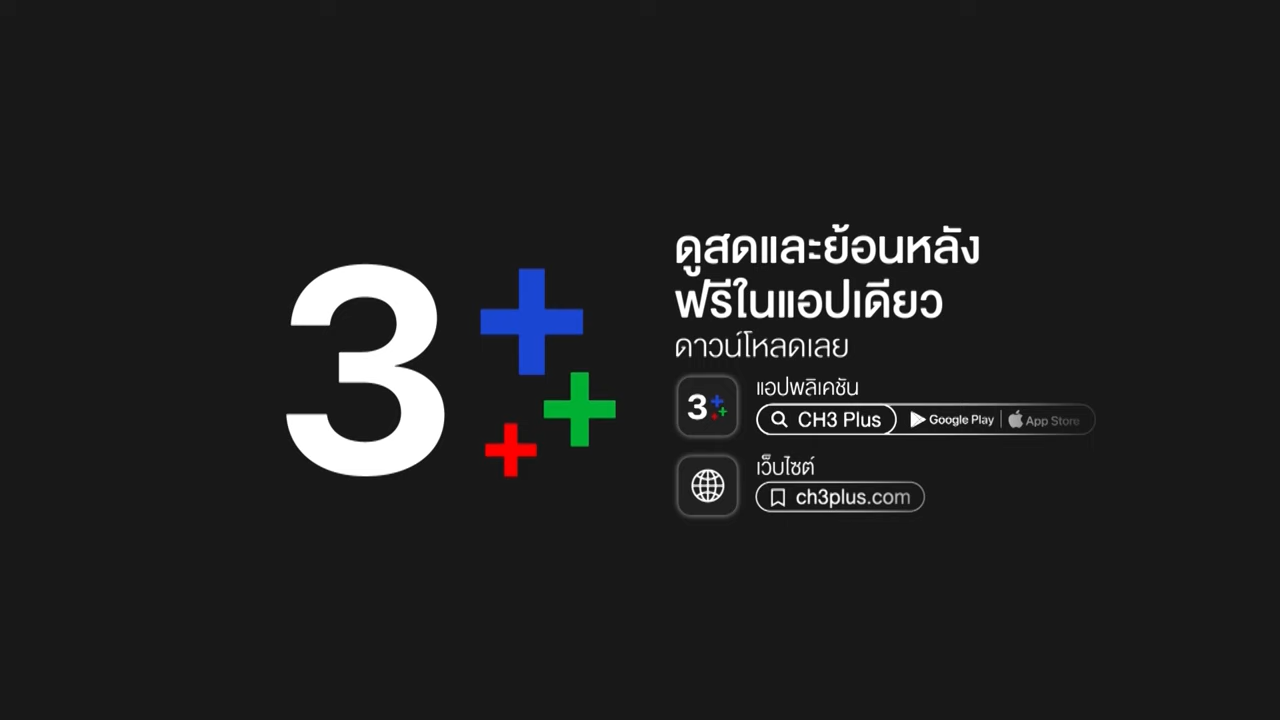 3+++
ดูสดและย้อนหลัง
ฟรีในแอปเดียว
ดาวน์โหลดเลย
3+++
แอปพลิเคชัน
CH3 Plus Google Play App Store
เว็บไซต์
ch3plus.com